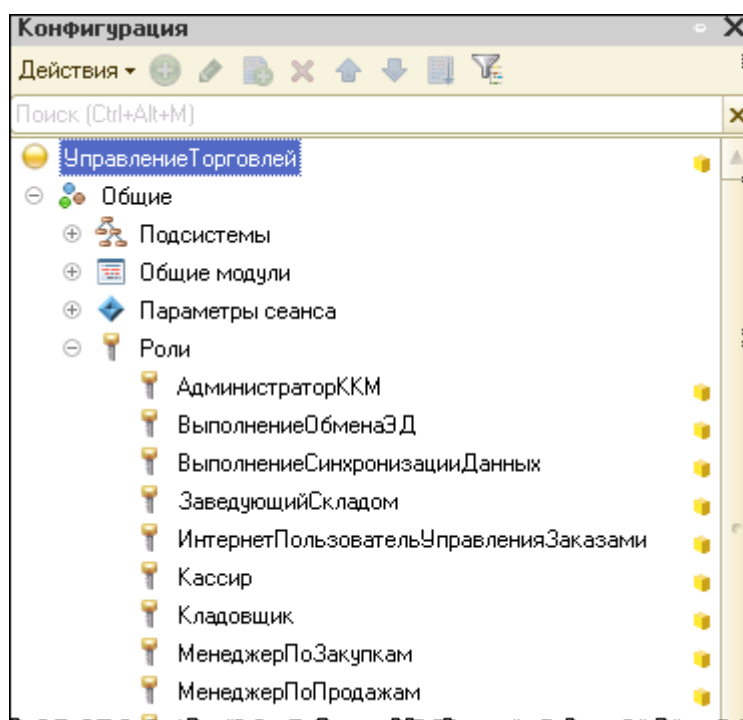 Конфигурация
Действия
Поиск (Ctrl+Alt+M)
УправлениеТорговлей
Общие
Подсистемы
Общие модули
Параметры сеанса
Роли
АдминистраторККМ
ВыполнениеОбменаЭД
ВыполнениеСинхронизацииДанных
ЗаведующийСкладом
ИнтернетПользовательУправленияЗаказами
Кассир
Кладовщик
МенеджерПоЗакупкам
МенеджерПоПродажам